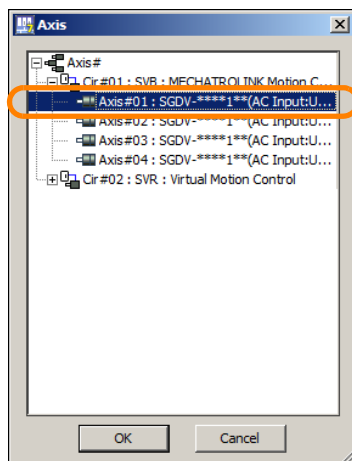 Axis
Axis#
Cir#01 : SVB : MECHATROLINK Motion C...
Axis#01 : SGDV-****1**(AC Input:U...
Axis#02 : SGDV-****1**(AC Input:U...
Axis#03 : SGDV-****1**(AC Input:U...
Axis#04 : SGDV-****1**(AC Input:U...
Cir#02 : SVR : Virtual Motion Control
OK
Cancel